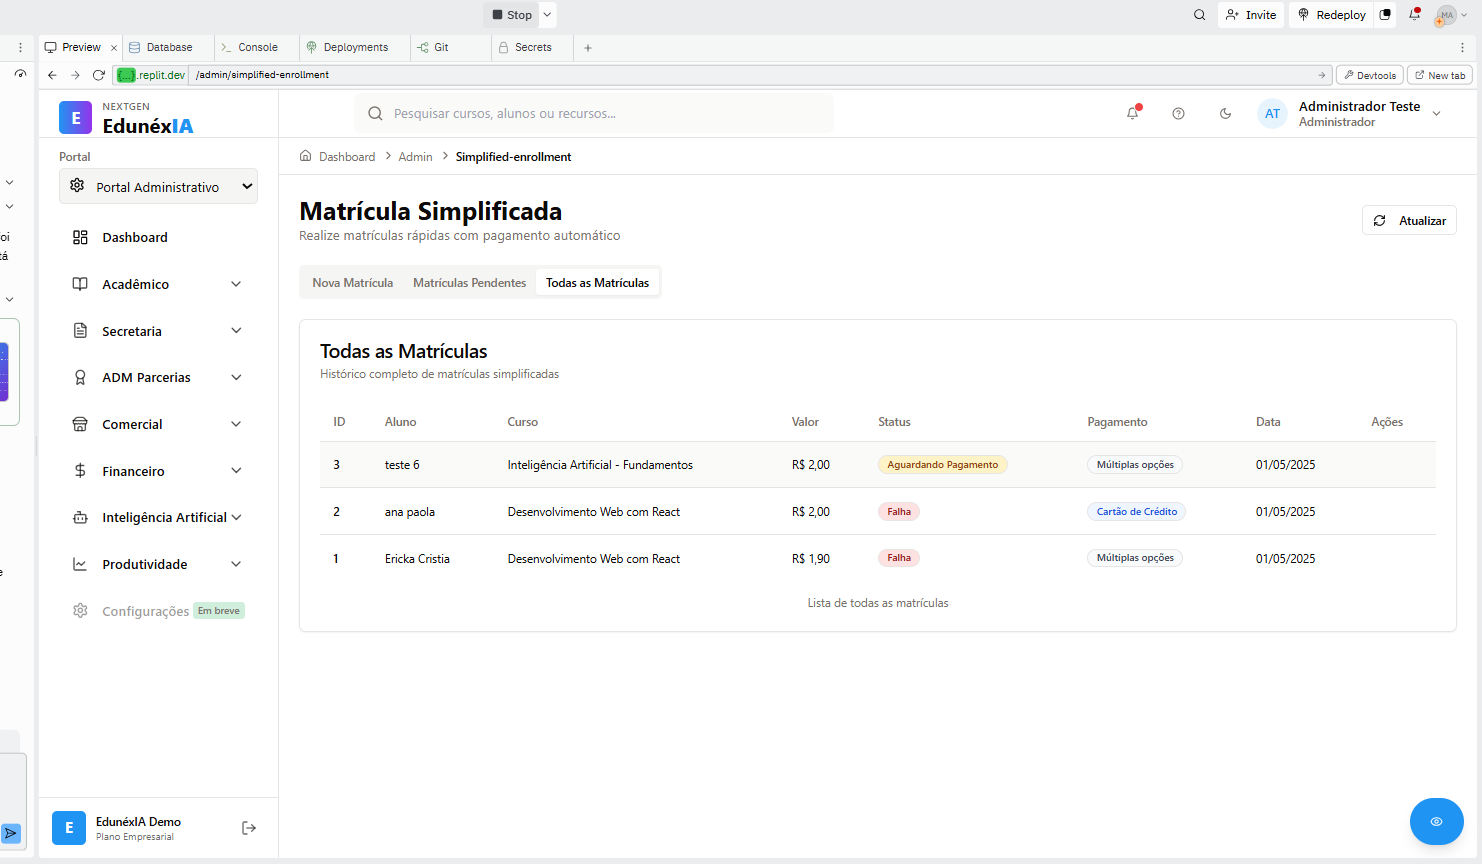 Stop
Invite
Redeploy
MA
Preview
Database
Console
Deployments
Git
Secrets
{...}.replit.dev
/admin/simplified-enrollment
Devtools
New tab
oi
tá
e
E
NEXTGEN
EdunéxIA
Pesquisar cursos, alunos ou recursos...
AT
Administrador Teste
Administrador
Portal
Portal Administrativo
Dashboard
Acadêmico
Secretaria
ADM Parcerias
Comercial
Financeiro
Inteligência Artificial
Produtividade
Configurações Em breve
E
EdunéxIA Demo
Plano Empresarial
Dashboard > Admin > Simplified-enrollment
Matrícula Simplificada
Realize matrículas rápidas com pagamento automático
Atualizar
Nova Matrícula Matrículas Pendentes Todas as Matrículas
Todas as Matrículas
Histórico completo de matrículas simplificadas
ID Aluno Curso Valor Status Pagamento Data Ações
3 teste 6 Inteligência Artificial - Fundamentos R$ 2,00 Aguardando Pagamento Múltiplas opções 01/05/2025
2 ana paola Desenvolvimento Web com React R$ 2,00 Falha Cartão de Crédito 01/05/2025
1 Ericka Cristia Desenvolvimento Web com React R$ 1,90 Falha Múltiplas opções 01/05/2025
Lista de todas as matrículas